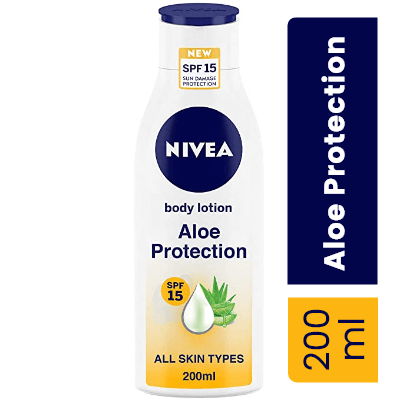 NEW
SPF 15
SUN DAMAGE
PROTECTION
NIVEA
body lotion
Aloe
Protection
SPF
15
ALL SKIN TYPES
200ml
Aloe Protection
200
ml